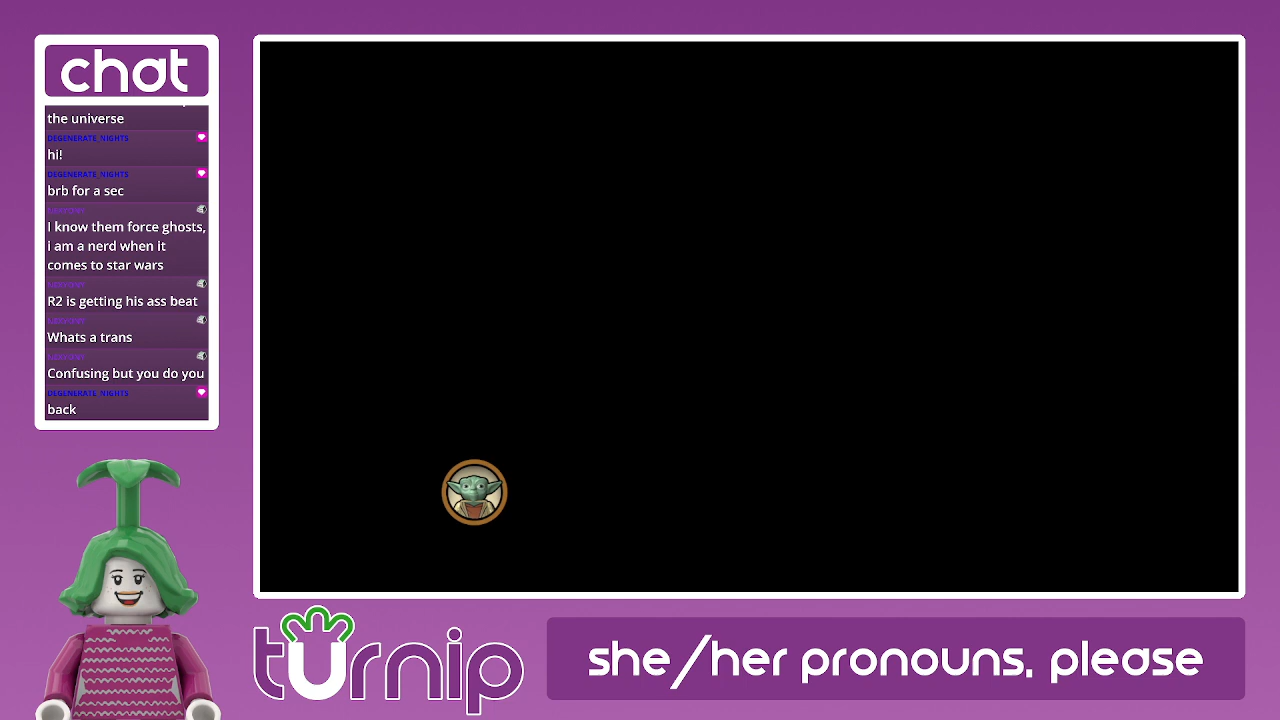 chat
the universe
DEGENERATE_NIGHTS
hi!
DEGENERATE_NIGHTS
brb for a sec
I know them force ghosts,
i am a nerd when it
comes to star wars
R2 is getting his ass beat
Whats a trans
Confusing but you do you
DEGENERATE_NIGHTS
back
turnip
she/her pronouns, please